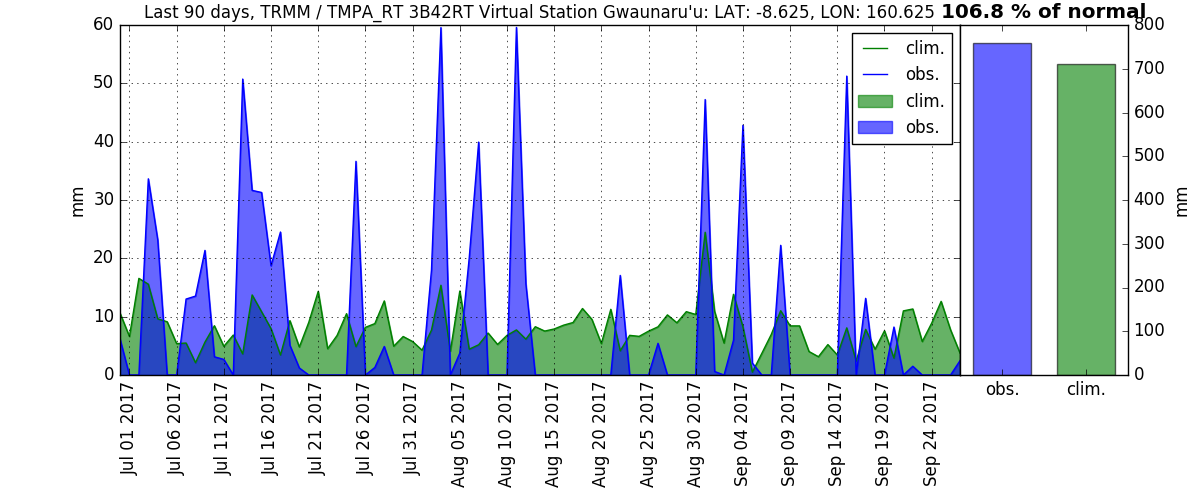 Last 90 days, TRMM / TMPA_RT 3B42RT Virtual Station Gwaunaru'u: LAT: -8.625, LON: 160.625 106.8 % of normal
60
50
40
30
20
10
0
mm
clim.
obs.
clim.
obs.
800
700
600
500
400
300
200
100
0
mm
Jul 01 2017
Jul 06 2017
Jul 11 2017
Jul 16 2017
Jul 21 2017
Jul 26 2017
Jul 31 2017
Aug 05 2017
Aug 10 2017
Aug 15 2017
Aug 20 2017
Aug 25 2017
Aug 30 2017
Sep 04 2017
Sep 09 2017
Sep 14 2017
Sep 19 2017
Sep 24 2017
obs.
clim.